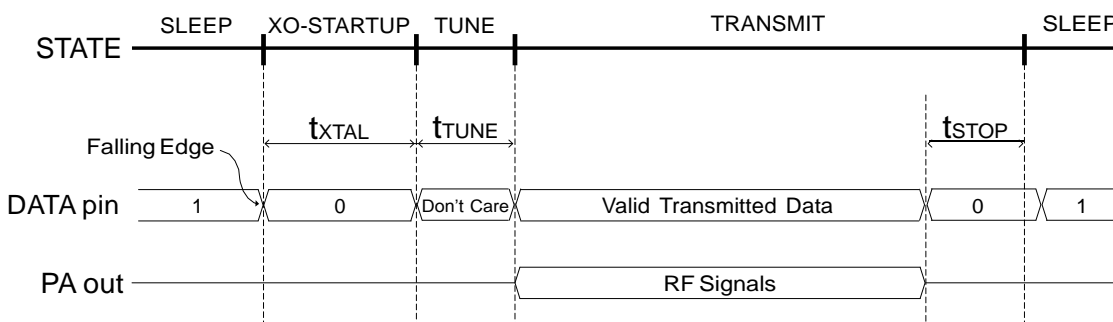 SLEEP XO-STARTUP TUNE TRANSMIT SLEEP
STATE
tXTAL tTUNE tSTOP
Falling Edge
DATA pin 1 0 Don't Care Valid Transmitted Data 0 1
PA out RF Signals